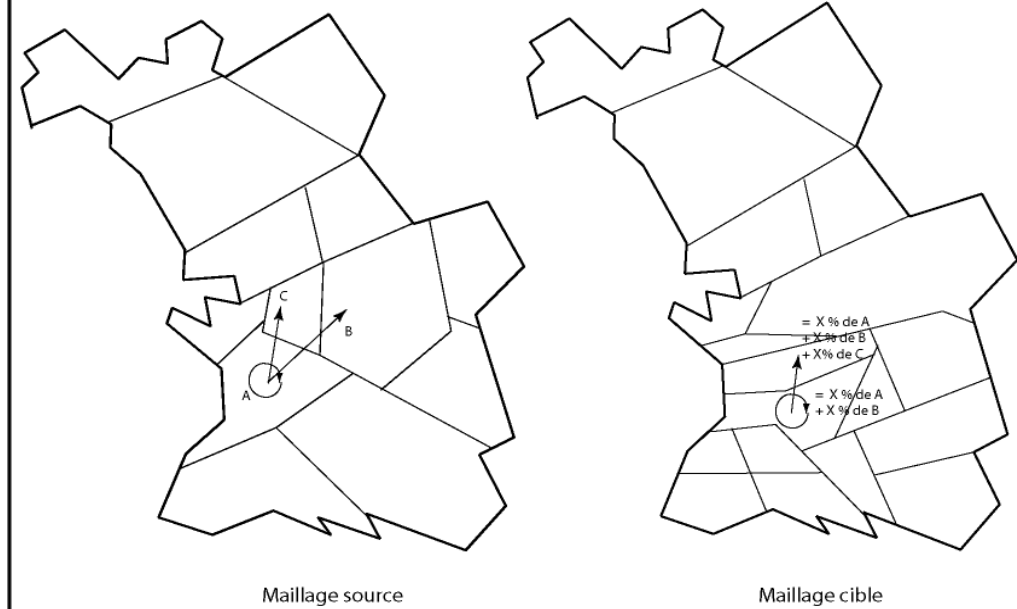 C
B
A
= X % de A
+ X % de B
+ X% de C
= X % de A
+ X % de B
Maillage source
Maillage cible